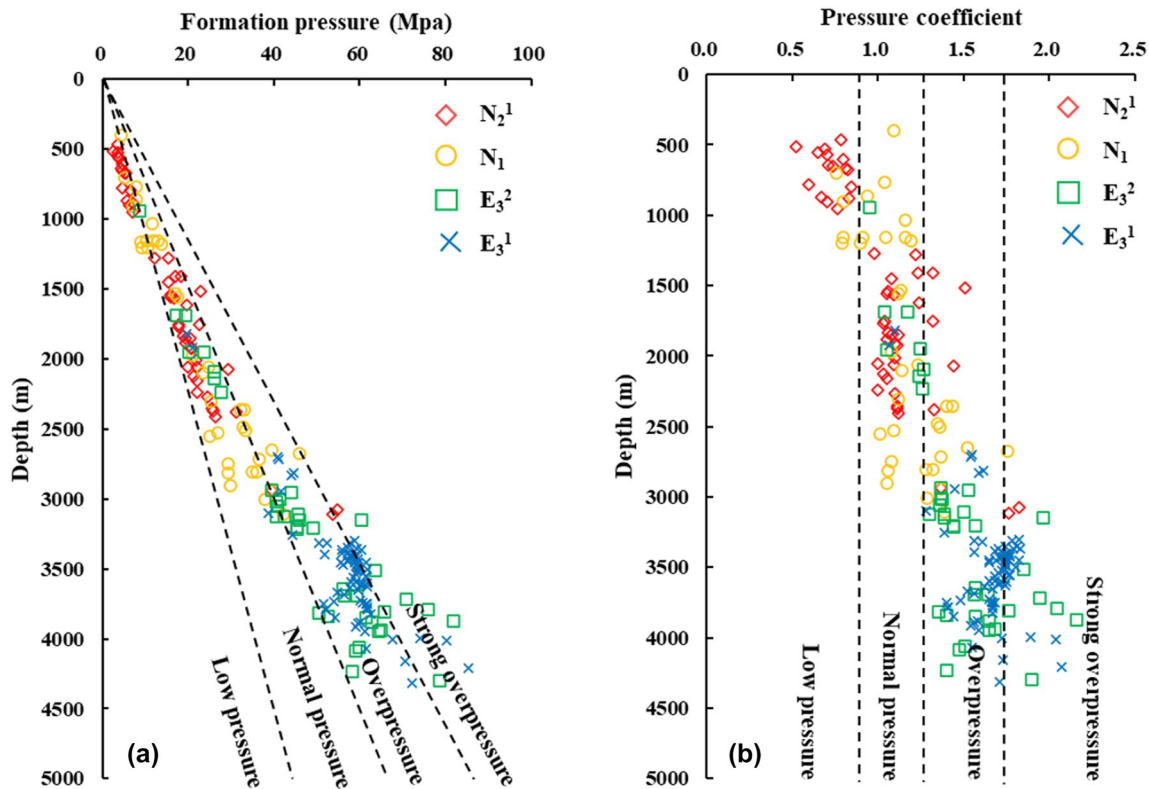 Formation pressure (Mpa)
0 20 40 60 80 100
0
500
1000
1500
2000
2500
3000
3500
4000
4500
5000
Depth (m)
N₂¹
N₁
E₃²
E₃¹
Low pressure
Normal pressure
Overpressure
Strong overpressure
(a)
Pressure coefficient
0.0 0.5 1.0 1.5 2.0 2.5
0
500
1000
1500
2000
2500
3000
3500
4000
4500
5000
Depth (m)
N₂¹
N₁
E₃²
E₃¹
Low pressure
Normal pressure
Overpressure
Strong overpressure
(b)